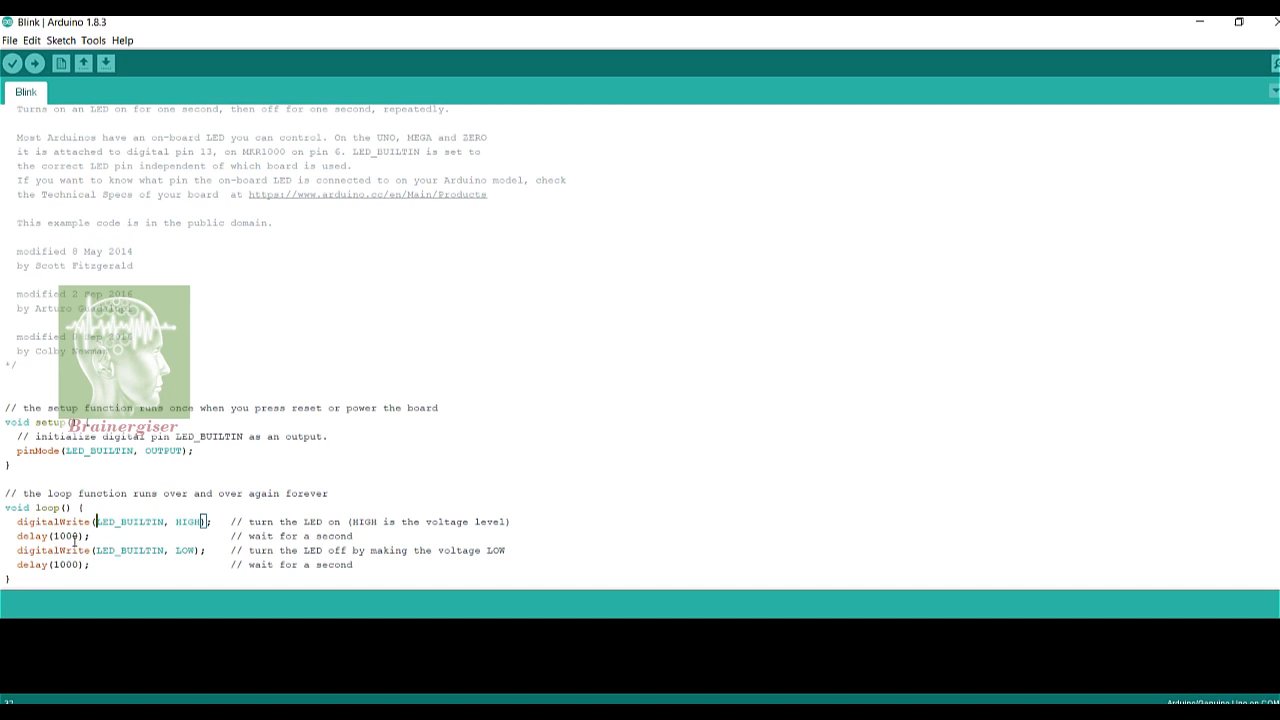 Blink | Arduino 1.8.3
File Edit Sketch Tools Help
Blink
Turns on an LED on for one second, then off for one second, repeatedly.
Most Arduinos have an on-board LED you can control. On the UNO, MEGA and ZERO
it is attached to digital pin 13, on MKR1000 on pin 6. LED_BUILTIN is set to
the correct LED pin independent of which board is used.
If you want to know what pin the on-board LED is connected to on your Arduino model, check
the Technical Specs of your board at https://www.arduino.cc/en/Main/Products
This example code is in the public domain.
modified 8 May 2014
by Scott Fitzgerald
modified 2 Sep 2016
by Arturo Guadalupi
modified Sep 2016
by Colby Newman
*/
// the setup function runs once when you press reset or power the board
void setup() {
Brainergiser
// initialize digital pin LED_BUILTIN as an output.
pinMode(LED_BUILTIN, OUTPUT);
}
// the loop function runs over and over again forever
void loop() {
digitalWrite(LED_BUILTIN, HIGH); // turn the LED on (HIGH is the voltage level)
delay(1000); // wait for a second
digitalWrite(LED_BUILTIN, LOW); // turn the LED off by making the voltage LOW
delay(1000); // wait for a second
}